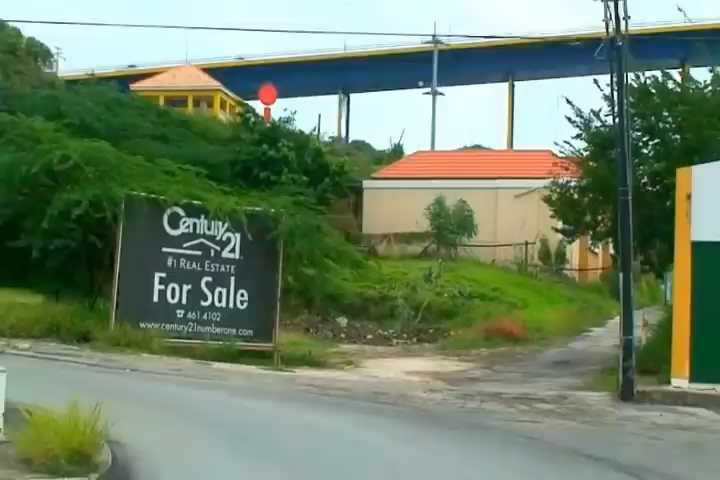 Century
21
#1 REAL ESTATE
For Sale
☎ 461.4102
www.century21numberone.com